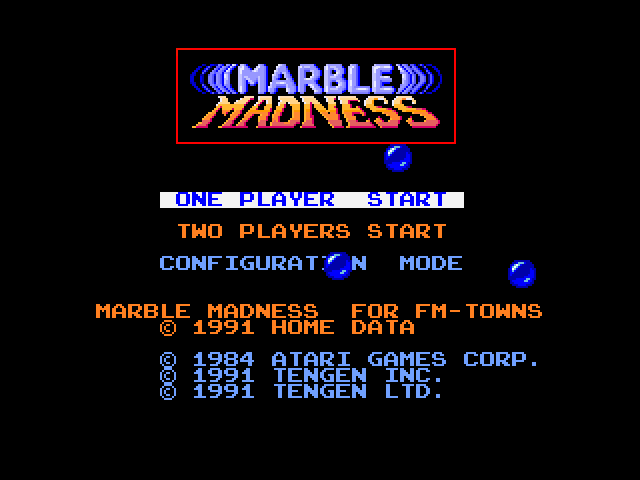 MARBLE
MADNESS
ONE PLAYER START
TWO PLAYERS START
CONFIGURATION MODE
MARBLE MADNESS FOR FM-TOWNS
© 1991 HOME DATA
© 1984 ATARI GAMES CORP.
© 1991 TENGEN INC.
© 1991 TENGEN LTD.